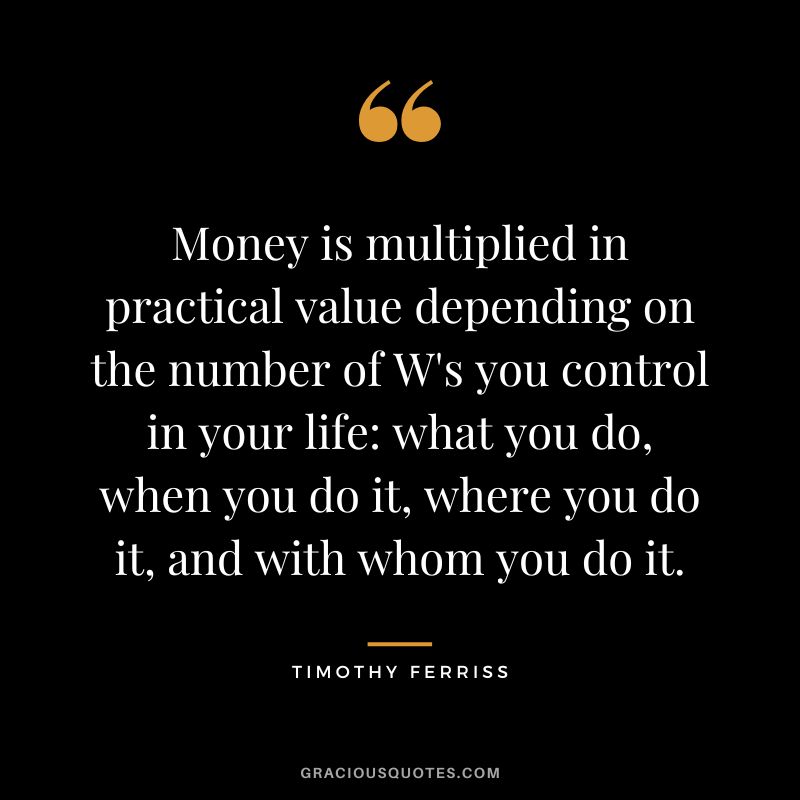 “
Money is multiplied in
practical value depending on
the number of W's you control
in your life: what you do,
when you do it, where you do
it, and with whom you do it.
TIMOTHY FERRISS
GRACIOUSQUOTES.COM